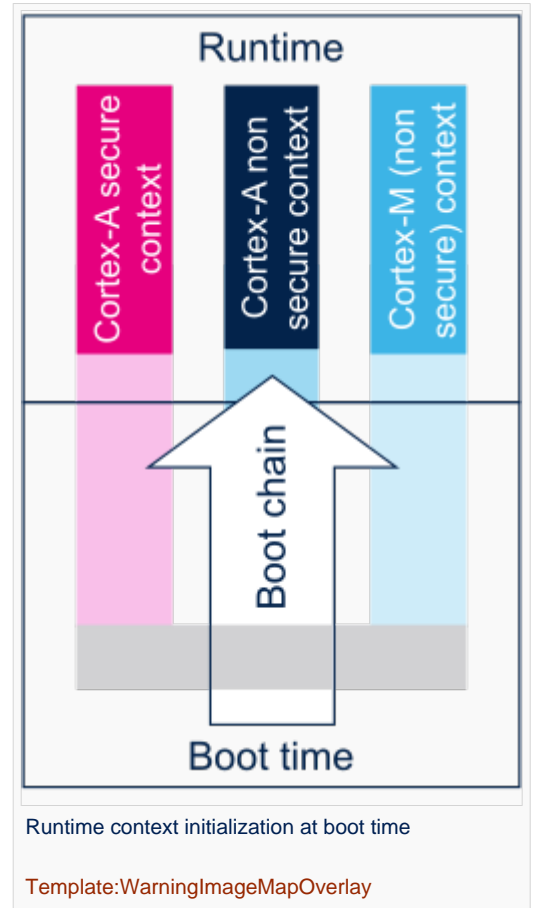 Runtime
Cortex-A secure
context
Cortex-A non
secure context
Cortex-M (non
secure) context
Boot chain
Boot time
Runtime context initialization at boot time
Template:WarningImageMapOverlay